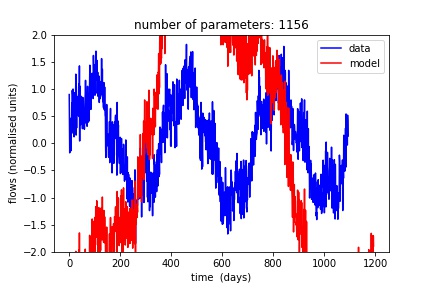 number of parameters: 1156
flows (normalised units)
2.0
1.5
1.0
0.5
0.0
−0.5
−1.0
−1.5
−2.0
data
model
0 200 400 600 800 1000 1200
time (days)